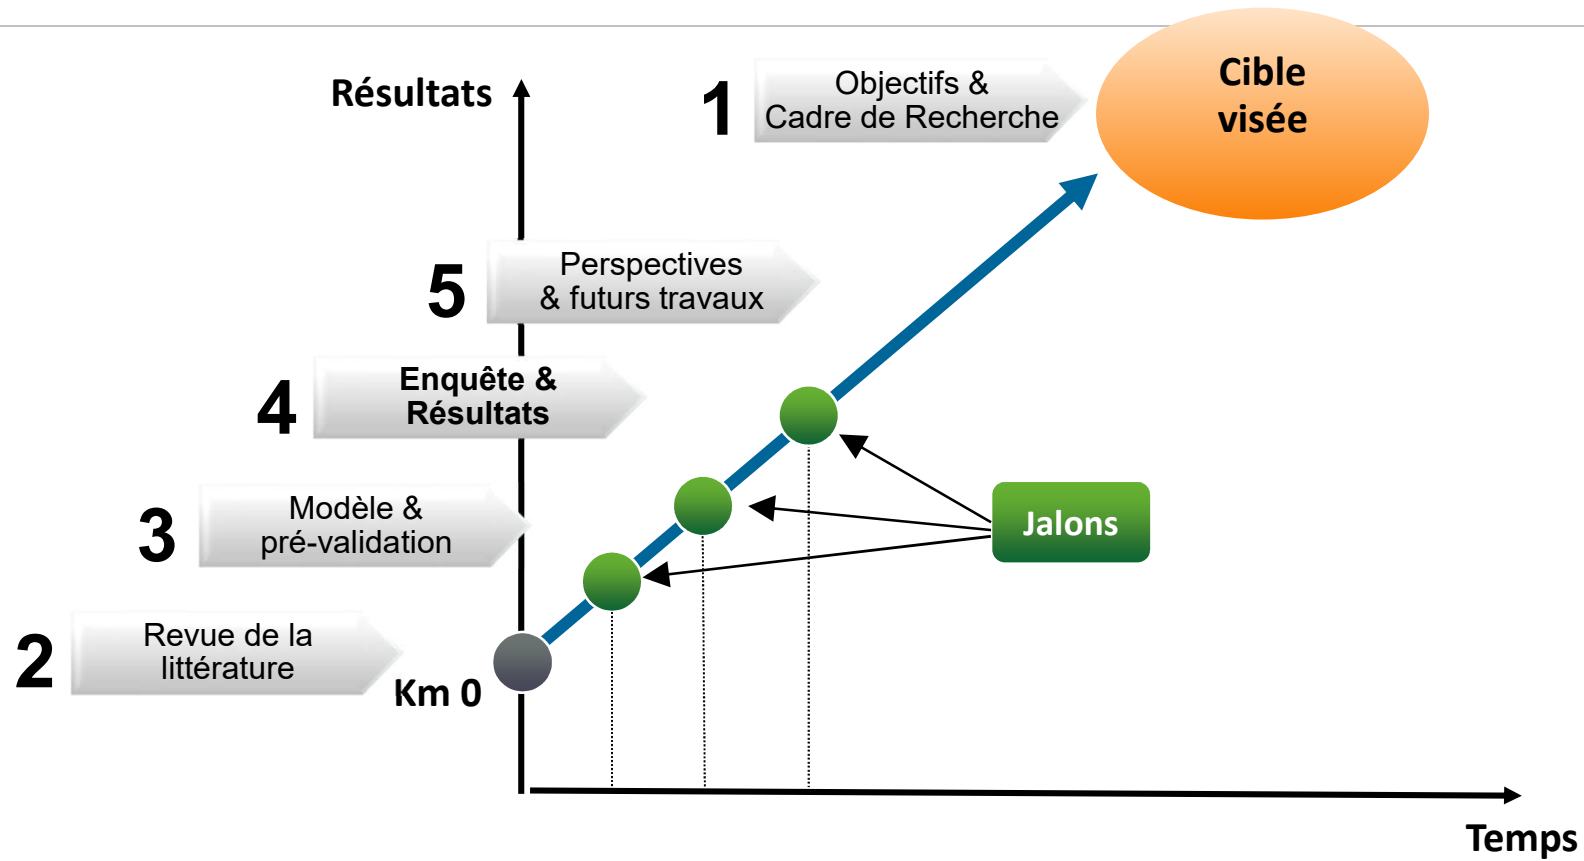 Résultats
1
Objectifs &
Cadre de Recherche
Cible
visée
5
Perspectives
& futurs travaux
4
Enquête &
Résultats
3
Modèle &
pré-validation
Jalons
2
Revue de la
littérature
Km 0
Temps